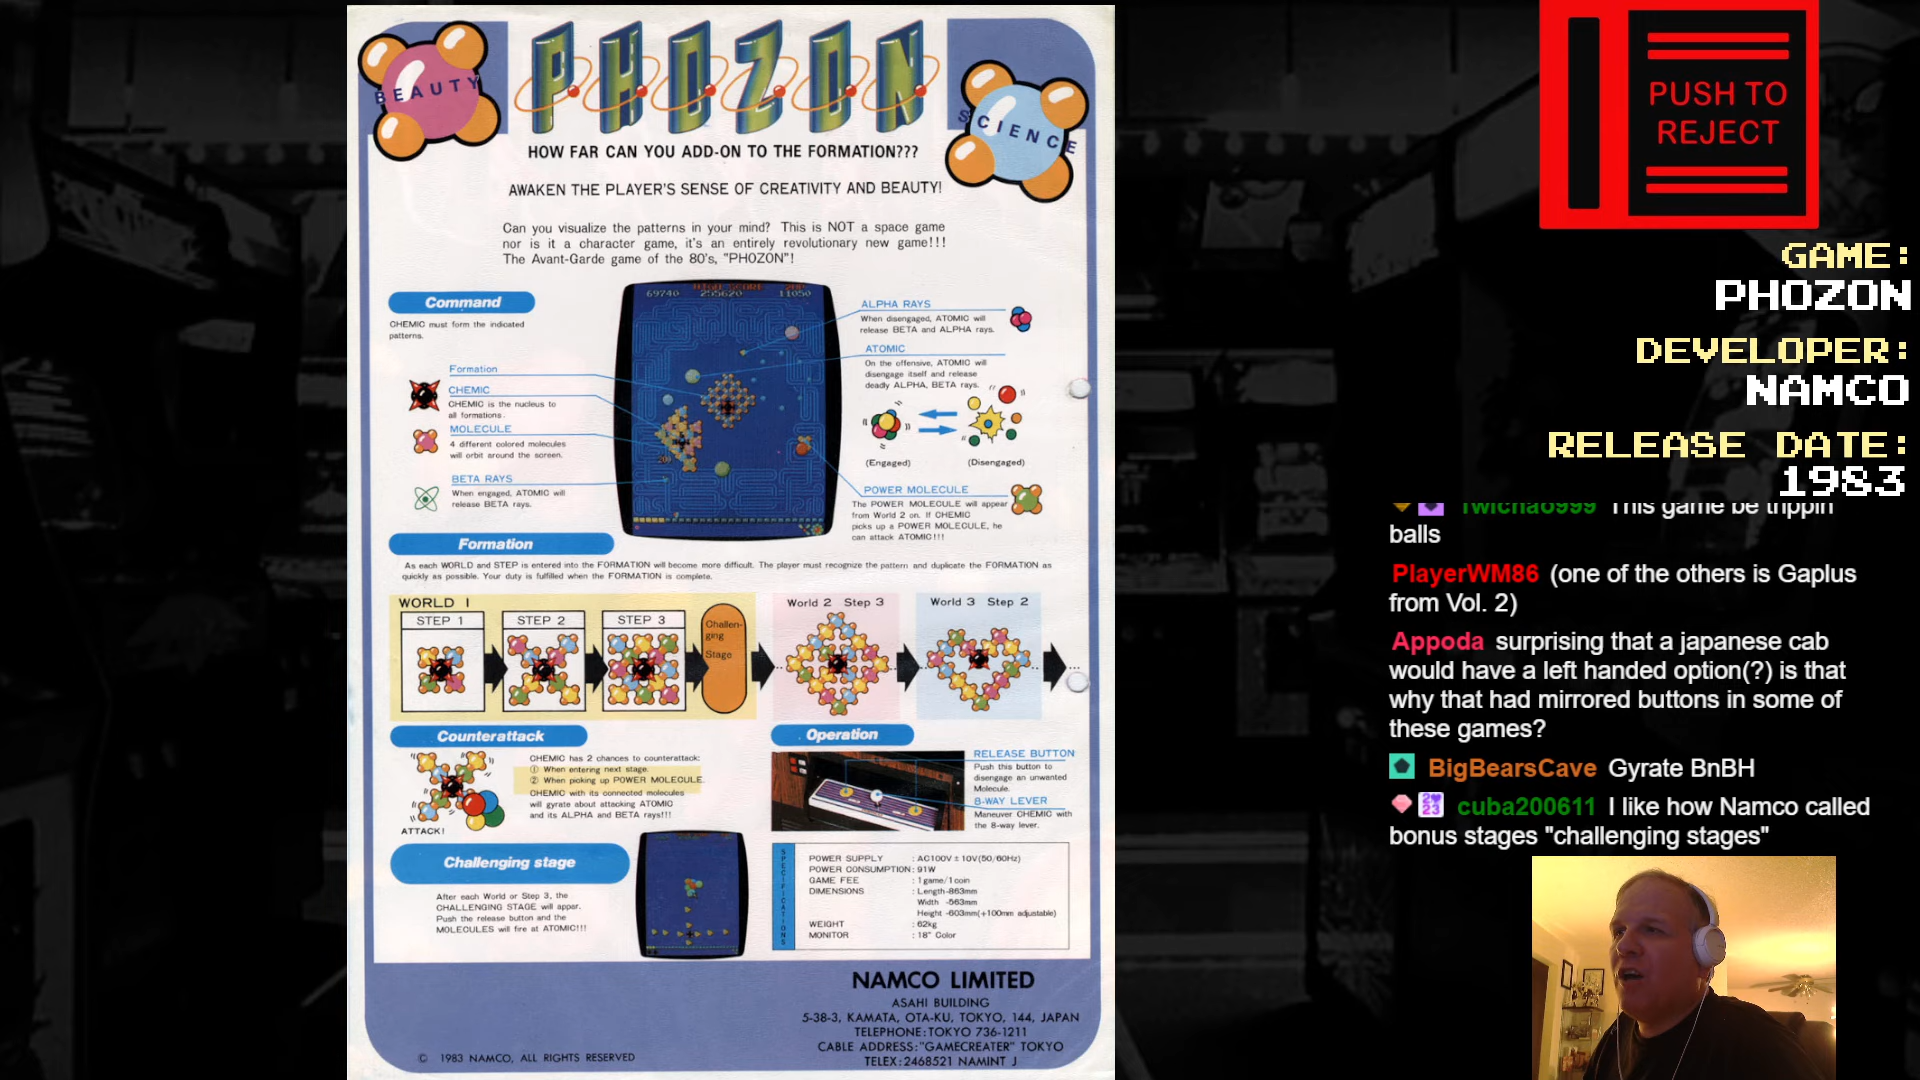 BEAUTY
PHOZON
SCIENCE
HOW FAR CAN YOU ADD-ON TO THE FORMATION???
AWAKEN THE PLAYER'S SENSE OF CREATIVITY AND BEAUTY!
Can you visualize the patterns in your mind? This is NOT a space game
nor is it a character game, it's an entirely revolutionary new game!!!
The Avant-Garde game of the 80's, "PHOZON"!
Command
CHEMIC must form the indicated
patterns.
Formation
CHEMIC
CHEMIC is the nucleus to
all formations.
MOLECULE
4 different colored molecules
will orbit around the screen.
BETA RAYS
When engaged, ATOMIC will
release BETA rays.
HIGH SCORE
69740 255620 11050
ALPHA RAYS
When disengaged, ATOMIC will
release BETA and ALPHA rays.
ATOMIC
On the offensive, ATOMIC will
disengage itself and release
deadly ALPHA, BETA rays.
(Engaged) (Disengaged)
POWER MOLECULE
The POWER MOLECULE will appear
from World 2 on. If CHEMIC
picks up a POWER MOLECULE, he
can attack ATOMIC!!!
Formation
As each WORLD and STEP is entered into the FORMATION will become more difficult. The player must recognize the pattern and duplicate the FORMATION as
quickly as possible. Your duty is fulfilled when the FORMATION is complete.
WORLD 1
STEP 1
STEP 2
STEP 3
Challen-
ging
Stage
World 2 Step 3
World 3 Step 2
Counterattack
CHEMIC has 2 chances to counterattack:
① When entering next stage.
② When picking up POWER MOLECULE.
CHEMIC with its connected molecules
will gyrate about attacking ATOMIC
and its ALPHA and BETA rays!!!
ATTACK!
Operation
RELEASE BUTTON
Push this button to
disengage an unwanted
Molecule.
8-WAY LEVER
Maneuver CHEMIC with
the 8-way lever.
Challenging stage
After each World or Step 3, the
CHALLENGING STAGE will apper.
Push the release button and the
MOLECULES will fire at ATOMIC!!!
SPECIFICATIONS
POWER SUPPLY : AC100V ± 10V(50/60Hz)
POWER CONSUMPTION: 91W
GAME FEE : 1 game/1 coin
DIMENSIONS : Length-863mm
Width -563mm
Height -603mm(+100mm adjustable)
WEIGHT : 62kg
MONITOR : 18" Color
NAMCO LIMITED
ASAHI BUILDING
5-38-3, KAMATA, OTA-KU, TOKYO, 144, JAPAN
TELEPHONE:TOKYO 736-1211
CABLE ADDRESS:"GAMECREATER" TOKYO
TELEX:2468521 NAMINT J
© 1983 NAMCO, ALL RIGHTS RESERVED
PUSH TO
REJECT
GAME:
PHOZON
DEVELOPER:
NAMCO
RELEASE DATE:
1983
This game be trippin
balls
PlayerWM86 (one of the others is Gaplus
from Vol. 2)
Appoda surprising that a japanese cab
would have a left handed option(?) is that
why that had mirrored buttons in some of
these games?
BigBearsCave Gyrate BnBH
cuba200611 I like how Namco called
bonus stages "challenging stages"